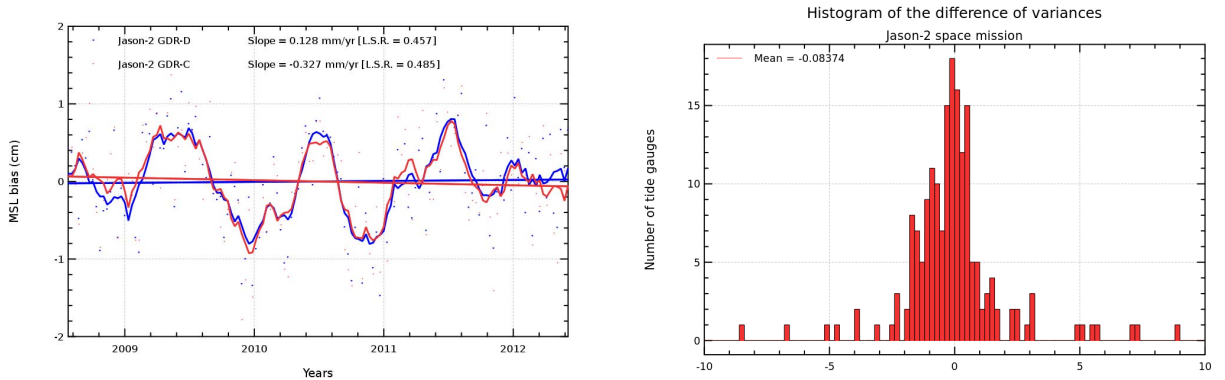 2
Jason-2 GDR-D Slope = 0.128 mm/yr [L.S.R. = 0.457]
Jason-2 GDR-C Slope = -0.327 mm/yr [L.S.R. = 0.485]
1
0
-1
-2
MSL bias (cm)
2009 2010 2011 2012
Years
Histogram of the difference of variances
Jason-2 space mission
Mean = -0.08374
15
10
5
0
Number of tide gauges
-10 -5 0 5 10